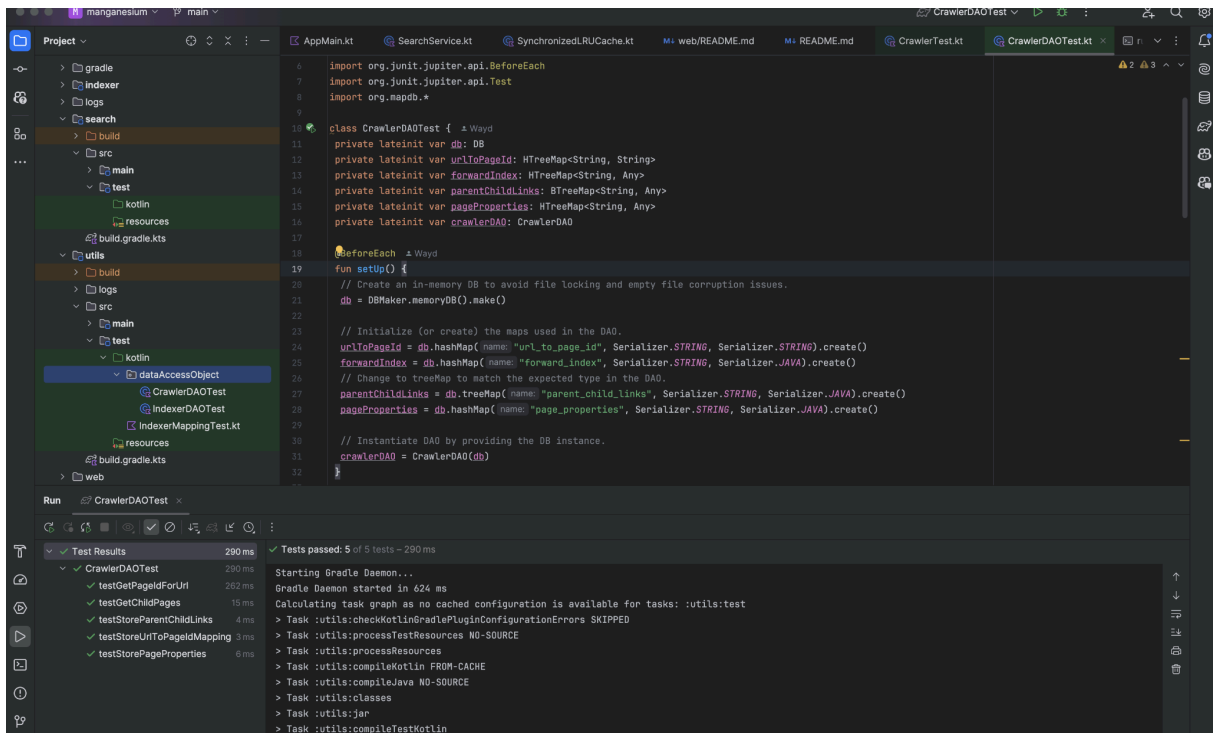 M manganesium main CrawlerDAOTest
Project AppMain.kt SearchService.kt SynchronizedLRUCache.kt M↓ web/README.md M↓ README.md CrawlerTest.kt CrawlerDAOTest.kt
gradle
indexer
logs
search
build
src
main
test
kotlin
resources
build.gradle.kts
utils
build
logs
src
main
test
kotlin
dataAccessObject
CrawlerDAOTest
IndexerDAOTest
IndexerMappingTest.kt
resources
build.gradle.kts
web
2 3
6 import org.junit.jupiter.api.BeforeEach
7 import org.junit.jupiter.api.Test
8 import org.mapdb.*
9
10 class CrawlerDAOTest { Wayd
11 private lateinit var db: DB
12 private lateinit var urlToPageId: HTreeMap<String, String>
13 private lateinit var forwardIndex: HTreeMap<String, Any>
14 private lateinit var parentChildLinks: BTreeMap<String, Any>
15 private lateinit var pageProperties: HTreeMap<String, Any>
16 private lateinit var crawlerDAO: CrawlerDAO
17
18 @BeforeEach Wayd
19 fun setUp() {
20 // Create an in-memory DB to avoid file locking and empty file corruption issues.
21 db = DBMaker.memoryDB().make()
22
23 // Initialize (or create) the maps used in the DAO.
24 urlToPageId = db.hashMap( name: "url_to_page_id", Serializer.STRING, Serializer.STRING).create()
25 forwardIndex = db.hashMap( name: "forward_index", Serializer.STRING, Serializer.JAVA).create()
26 // Change to treeMap to match the expected type in the DAO.
27 parentChildLinks = db.treeMap( name: "parent_child_links", Serializer.STRING, Serializer.JAVA).create()
28 pageProperties = db.hashMap( name: "page_properties", Serializer.STRING, Serializer.JAVA).create()
29
30 // Instantiate DAO by providing the DB instance.
31 crawlerDAO = CrawlerDAO(db)
32 }
Run CrawlerDAOTest
Test Results 290 ms
CrawlerDAOTest 290 ms
testGetPageIdForUrl 262 ms
testGetChildPages 15 ms
testStoreParentChildLinks 4 ms
testStoreUrlToPageIdMapping 3 ms
testStorePageProperties 6 ms
Tests passed: 5 of 5 tests – 290 ms
Starting Gradle Daemon...
Gradle Daemon started in 624 ms
Calculating task graph as no cached configuration is available for tasks: :utils:test
> Task :utils:checkKotlinGradlePluginConfigurationErrors SKIPPED
> Task :utils:processTestResources NO-SOURCE
> Task :utils:processResources
> Task :utils:compileKotlin FROM-CACHE
> Task :utils:compileJava NO-SOURCE
> Task :utils:classes
> Task :utils:jar
> Task :utils:compileTestKotlin